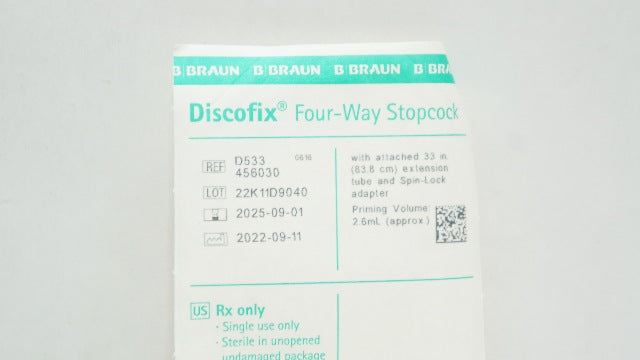 B BRAUN B BRAUN B BRAUN B BRA
Discofix® Four-Way Stopcock
REF D533 0616
456030
LOT 22K11D9040
2025-09-01
2022-09-11
with attached 33 in.
(83.8 cm) extension
tube and Spin-Lock
adapter
Priming Volume:
2.6mL (approx.)
US Rx only
· Single use only
· Sterile in unopened
undamaged package